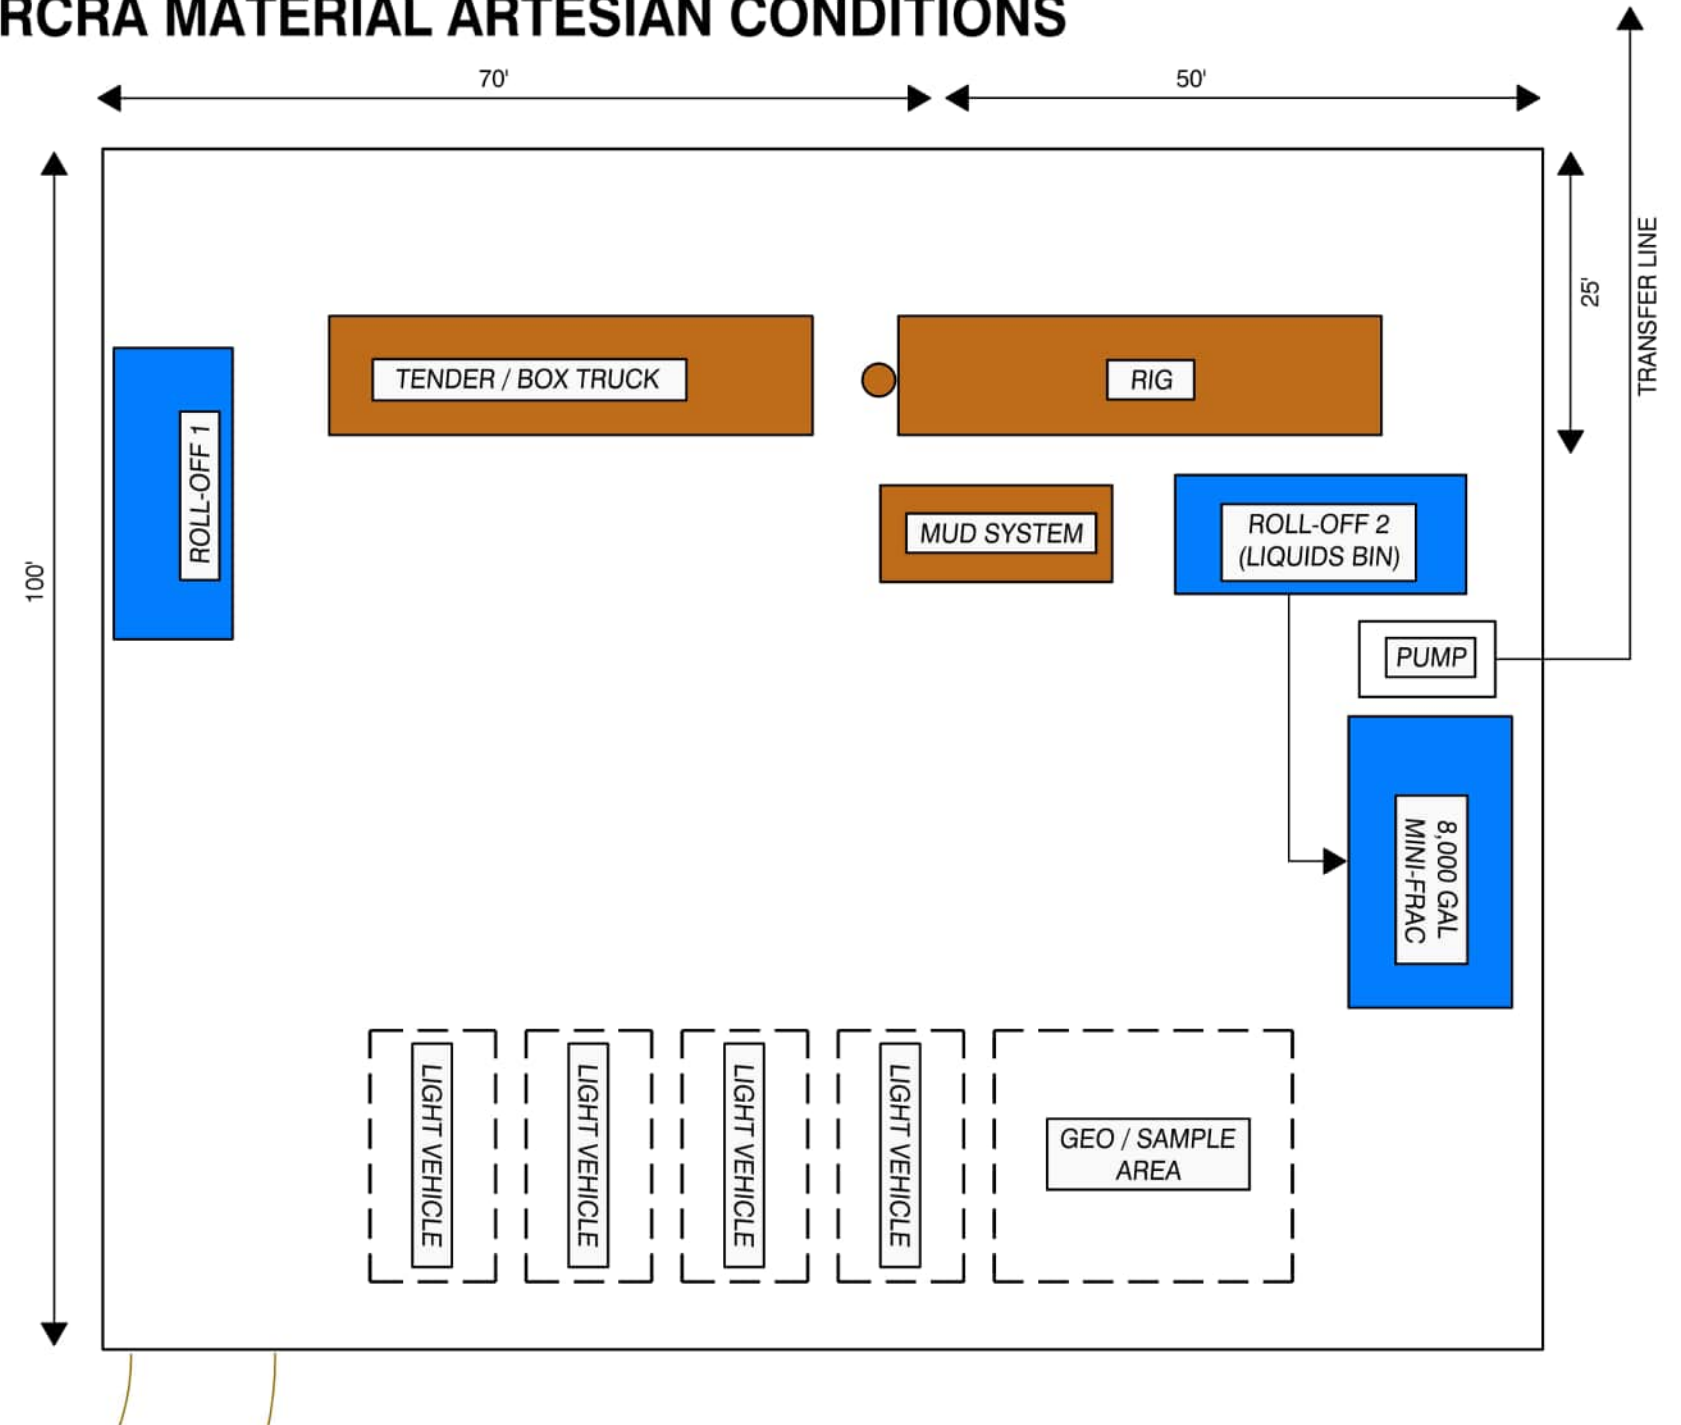 RCRA MATERIAL ARTESIAN CONDITIONS
70'
50'
100'
25'
TRANSFER LINE
TENDER / BOX TRUCK
RIG
ROLL-OFF 1
MUD SYSTEM
ROLL-OFF 2
(LIQUIDS BIN)
PUMP
8,000 GAL
MINI-FRAC
LIGHT VEHICLE
LIGHT VEHICLE
LIGHT VEHICLE
LIGHT VEHICLE
GEO / SAMPLE
AREA